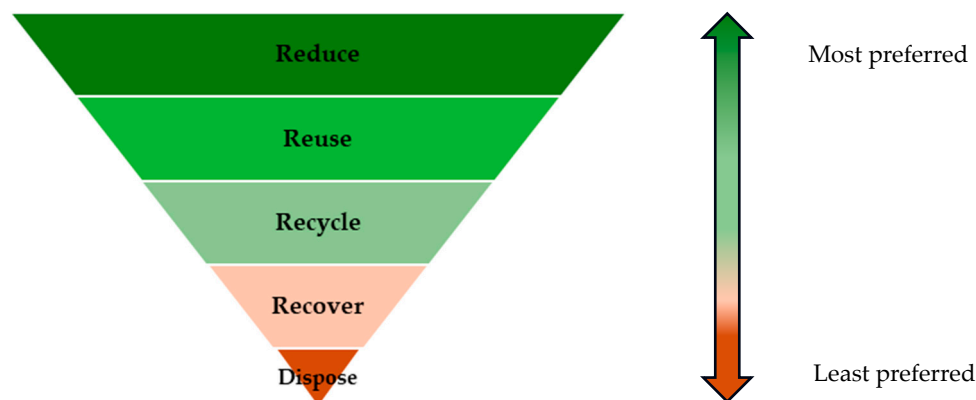 Reduce
Most preferred
Reuse
Recycle
Recover
Dispose
Least preferred